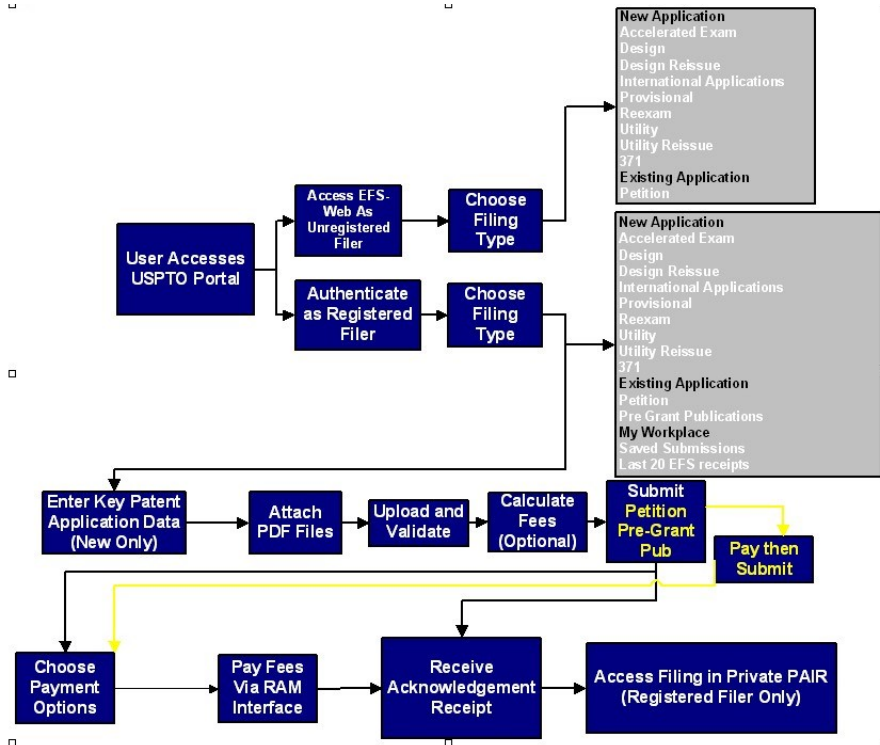 New Application
Accelerated Exam
Design
Design Reissue
International Applications
Provisional
Reexam
Utility
Utility Reissue
371
Existing Application
Petition
User Accesses
USPTO Portal
Access EFS-
Web As
Unregistered
Filer
Choose
Filing
Type
Authenticate
as Registered
Filer
Choose
Filing
Type
New Application
Accelerated Exam
Design
Design Reissue
International Applications
Provisional
Reexam
Utility
Utility Reissue
371
Existing Application
Petition
Pre Grant Publications
My Workplace
Saved Submissions
Last 20 EFS receipts
Enter Key Patent
Application Data
(New Only)
Attach
PDF Files
Upload and
Validate
Calculate
Fees
(Optional)
Submit
Petition
Pre-Grant
Pub
Pay then
Submit
Choose
Payment
Options
Pay Fees
Via RAM
Interface
Receive
Acknowledgement
Receipt
Access Filing in Private PAIR
(Registered Filer Only)